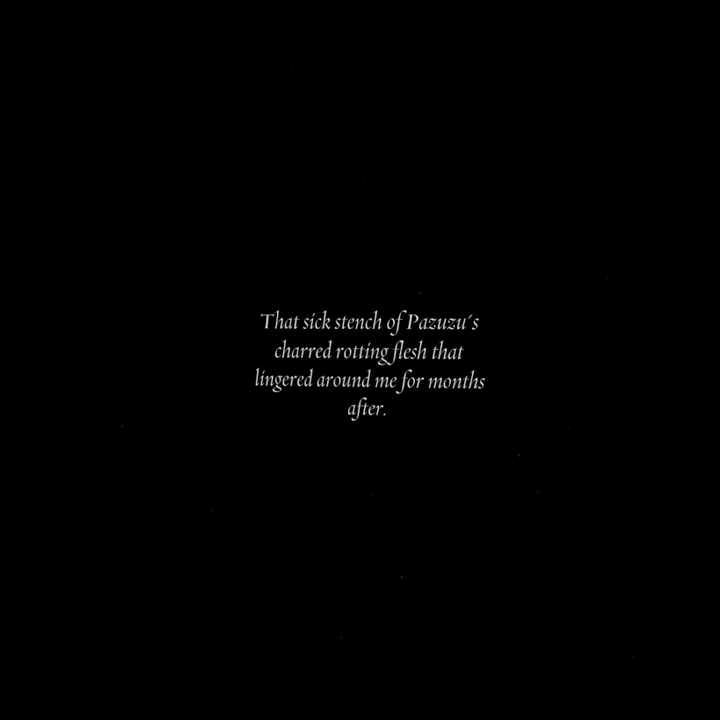 That sick stench of Pazuzu´s
charred rotting flesh that
lingered around me for months
after.